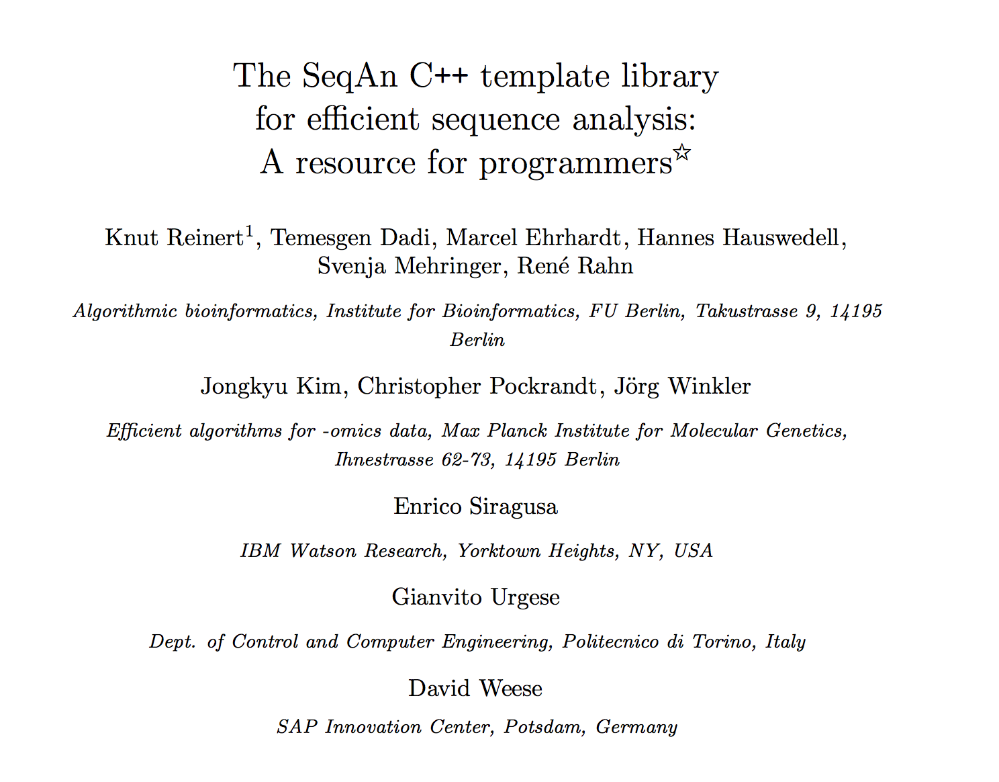 The SeqAn C++ template library
for efficient sequence analysis:
A resource for programmers☆
Knut Reinert¹, Temesgen Dadi, Marcel Ehrhardt, Hannes Hauswedell,
Svenja Mehringer, René Rahn
Algorithmic bioinformatics, Institute for Bioinformatics, FU Berlin, Takustrasse 9, 14195
Berlin
Jongkyu Kim, Christopher Pockrandt, Jörg Winkler
Efficient algorithms for -omics data, Max Planck Institute for Molecular Genetics,
Ihnestrasse 62-73, 14195 Berlin
Enrico Siragusa
IBM Watson Research, Yorktown Heights, NY, USA
Gianvito Urgese
Dept. of Control and Computer Engineering, Politecnico di Torino, Italy
David Weese
SAP Innovation Center, Potsdam, Germany